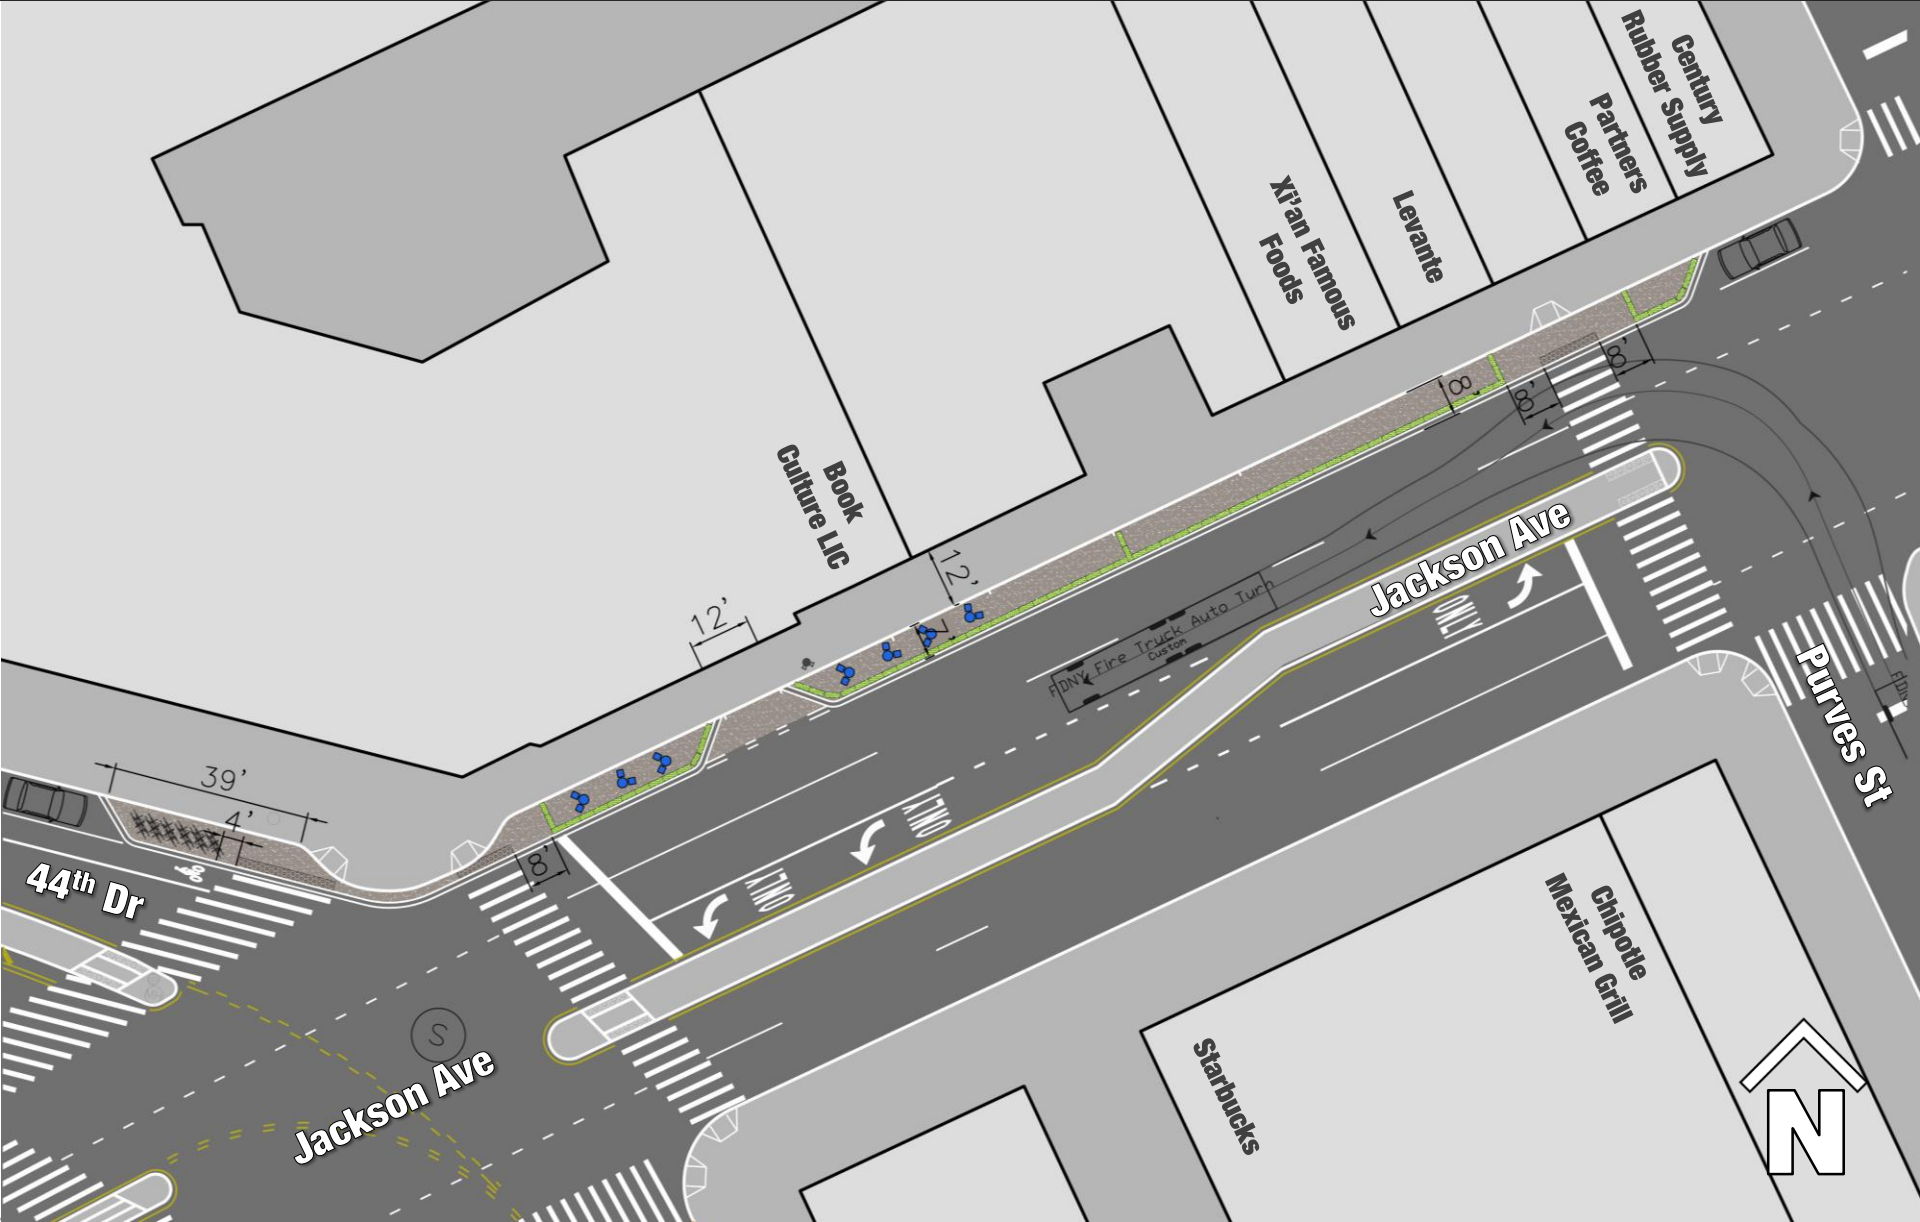 Century
Rubber Supply
Partners
Coffee
Levante
Xi'an Famous
Foods
Book
Culture LIC
8'
8'
8
12'
7'
12'
39'
4'
8'
FDNY Fire Truck Auto Turn
Custom
Jackson Ave
ONLY
ONLY
ONLY
Purves St
44th Dr
S
Jackson Ave
Chipotle
Mexican Grill
Starbucks
N